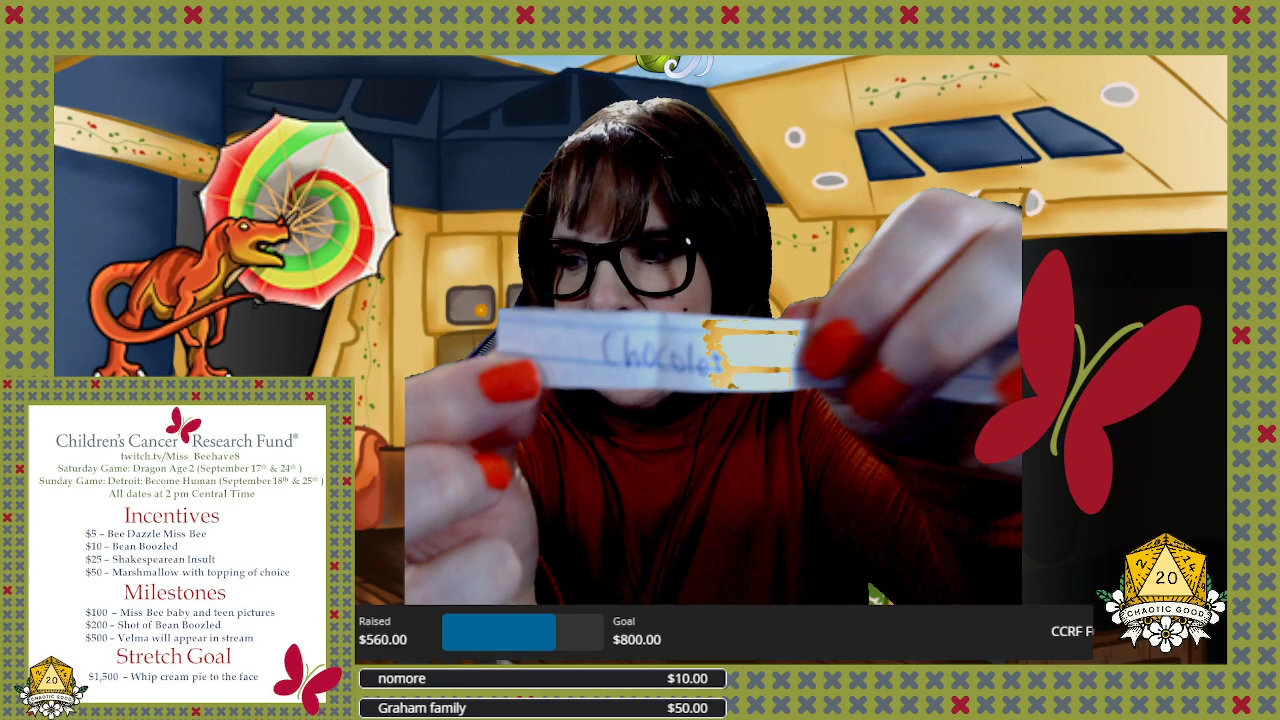 Chocolat
Children's Cancer Research Fund®
twitch.tv/Miss_Beehave8
Saturday Game: Dragon Age 2 (September 17th & 24th )
Sunday Game: Detroit: Become Human (September 18th & 25th )
All dates at 2 pm Central Time
Incentives
$5 – Bee Dazzle Miss Bee
$10 – Bean Boozled
$25 – Shakespearean Insult
$50 – Marshmallow with topping of choice
Milestones
$100 – Miss Bee baby and teen pictures
$200 – Shot of Bean Boozled
$500 – Velma will appear in stream
Stretch Goal
$1,500 – Whip cream pie to the face
20
CHAOTIC GOOD
Raised
$560.00
Goal
$800.00
CCRF F
nomore $10.00
Graham family $50.00
20
CHAOTIC GOOD